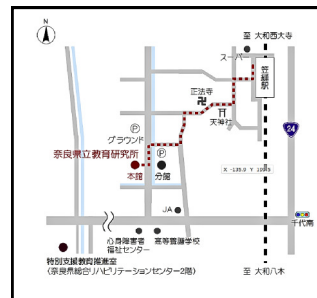 N
至 大和西大寺
スーパー
笠縫駅
正法寺
天神社
P
グラウンド
24
奈良県立教育研究所
P
本館
分館
JA
千代南
心身障害者
福祉センター
高等養護学校
特別支援教育推進室
(奈良県総合リハビリテーションセンター2階)
至 大和八木